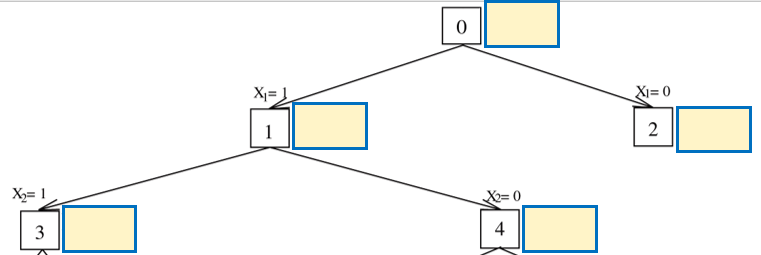 0
X₁= 1
X₁= 0
1
2
X₂= 1
X₂= 0
3
4